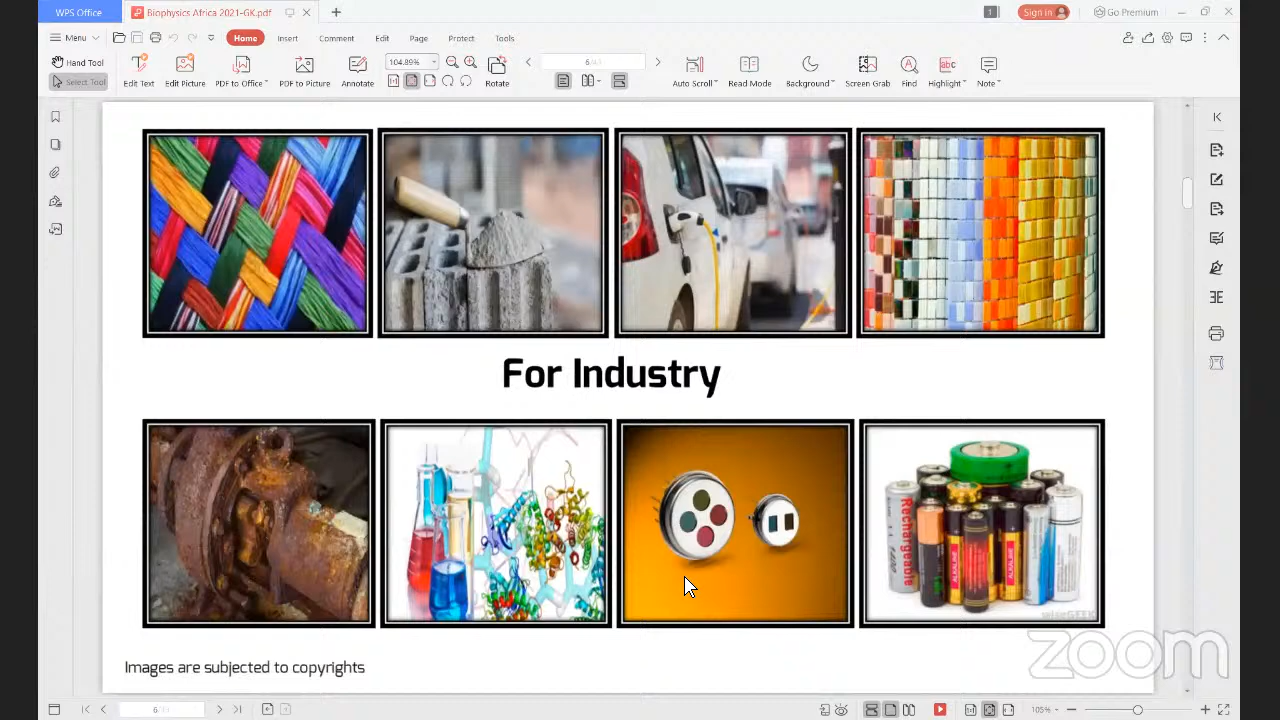 WPS Office
Biophysics Africa 2021-GK.pdf
1
Sign in
Go Premium
Menu
Home
Insert
Comment
Edit
Page
Protect
Tools
Hand Tool
Select Tool
Edit Text
Edit Picture
PDF to Office
PDF to Picture
Annotate
104.89%
Rotate
Auto Scroll
Read Mode
Background
Screen Grab
Find
Highlight
Note
For Industry
Rechargeable
ALKALINE
ALKALINE
Images are subjected to copyrights
zoom
105%